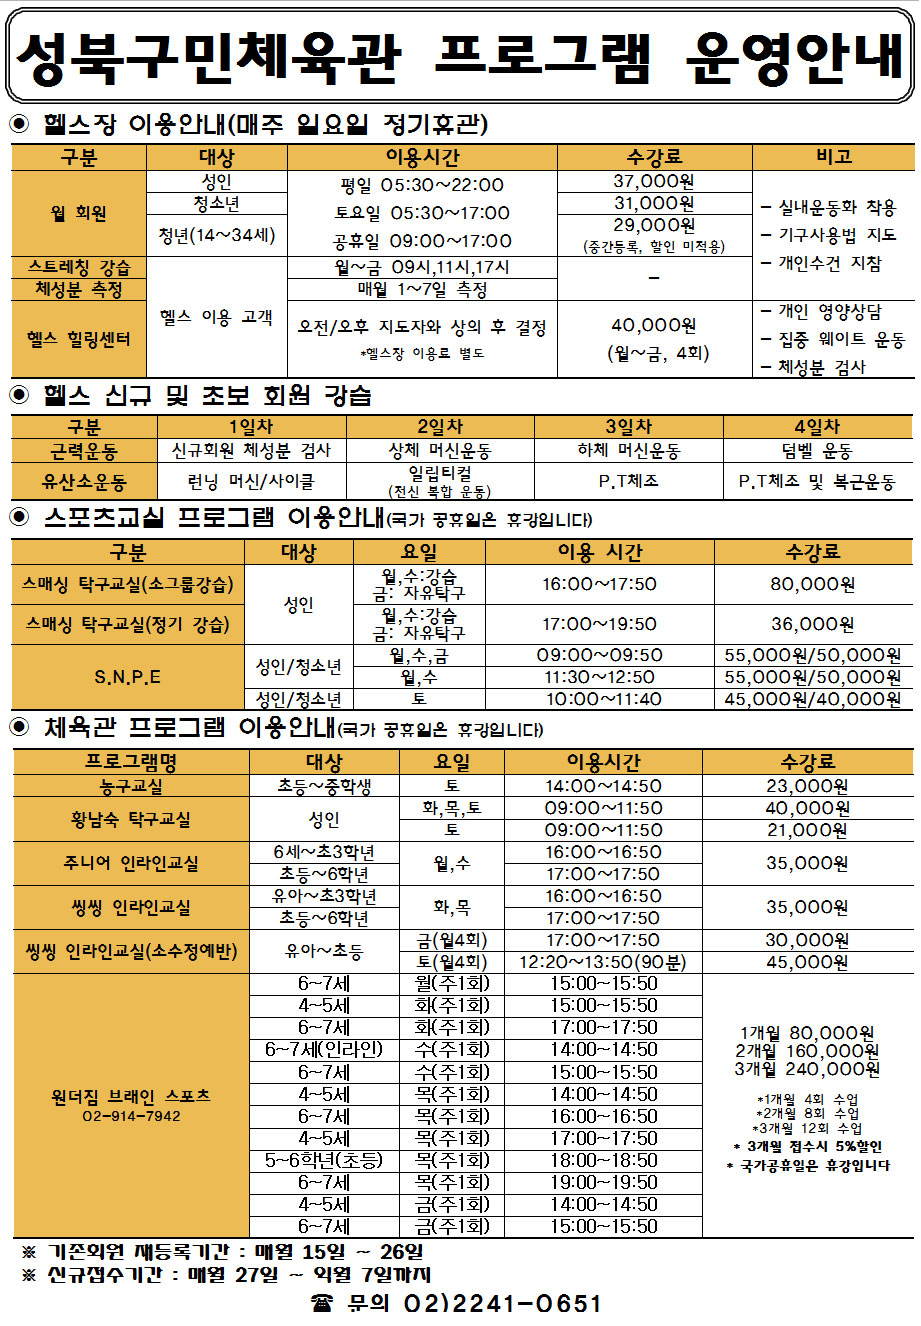 성북구민체육관 프로그램 운영안내
◉ 헬스장 이용안내(매주 일요일 정기휴관)
구분 대상 이용시간 수강료 비고
월 회원
성인
청소년
청년(14~34세)
평일 05:30~22:00
토요일 05:30~17:00
공휴일 09:00~17:00
37,000원
31,000원
29,000원
(중간등록, 할인 미적용)
- 실내운동화 착용
- 기구사용법 지도
- 개인수건 지참
스트레칭 강습 월~금 09시,11시,17시
체성분 측정 매월 1~7일 측정
-
헬스 이용 고객
헬스 힐링센터
오전/오후 지도자와 상의 후 결정
*헬스장 이용료 별도
40,000원
(월~금, 4회)
- 개인 영양상담
- 집중 웨이트 운동
- 체성분 검사
◉ 헬스 신규 및 초보 회원 강습
구분 1일차 2일차 3일차 4일차
근력운동 신규회원 체성분 검사 상체 머신운동 하체 머신운동 덤벨 운동
유산소운동 런닝 머신/사이클 일립티컬 P.T체조 P.T체조 및 복근운동
(전신 복합 운동)
◉ 스포츠교실 프로그램 이용안내(국가 공휴일은 휴강입니다)
구분 대상 요일 이용 시간 수강료
스매싱 탁구교실(소그룹강습) 월,수:강습 16:00~17:50 80,000원
금: 자유탁구
성인
스매싱 탁구교실(정기 강습) 월,수:강습 17:00~19:50 36,000원
금: 자유탁구
S.N.P.E
성인/청소년
월,수,금 09:00~09:50 55,000원/50,000원
월,수 11:30~12:50 55,000원/50,000원
성인/청소년 토 10:00~11:40 45,000원/40,000원
◉ 체육관 프로그램 이용안내(국가 공휴일은 휴강입니다)
프로그램명 대상 요일 이용시간 수강료
농구교실 초등~중학생 토 14:00~14:50 23,000원
황남숙 탁구교실 성인
화,목,토 09:00~11:50 40,000원
토 09:00~11:50 21,000원
주니어 인라인교실
6세~초3학년 16:00~16:50
월,수 35,000원
초등~6학년 17:00~17:50
씽씽 인라인교실
유아~초3학년 16:00~16:50
화,목 35,000원
초등~6학년 17:00~17:50
씽씽 인라인교실(소수정예반) 유아~초등
금(월4회) 17:00~17:50 30,000원
토(월4회) 12:20~13:50(90분) 45,000원
원더짐 브래인 스포츠
02-914-7942
6~7세 월(주1회) 15:00~15:50
4~5세 화(주1회) 15:00~15:50
6~7세 화(주1회) 17:00~17:50
6~7세(인라인) 수(주1회) 14:00~14:50
6~7세 수(주1회) 15:00~15:50
4~5세 목(주1회) 14:00~14:50
6~7세 목(주1회) 16:00~16:50
4~5세 목(주1회) 17:00~17:50
5~6학년(초등) 목(주1회) 18:00~18:50
6~7세 목(주1회) 19:00~19:50
4~5세 금(주1회) 14:00~14:50
6~7세 금(주1회) 15:00~15:50
1개월 80,000원
2개월 160,000원
3개월 240,000원
*1개월 4회 수업
*2개월 8회 수업
*3개월 12회 수업
* 3개월 접수시 5%할인
* 국가공휴일은 휴강입니다
※ 기존회원 재등록기간 : 매월 15일 ~ 26일
※ 신규접수기간 : 매월 27일 ~ 익월 7일까지
☎ 문의 02)2241-0651